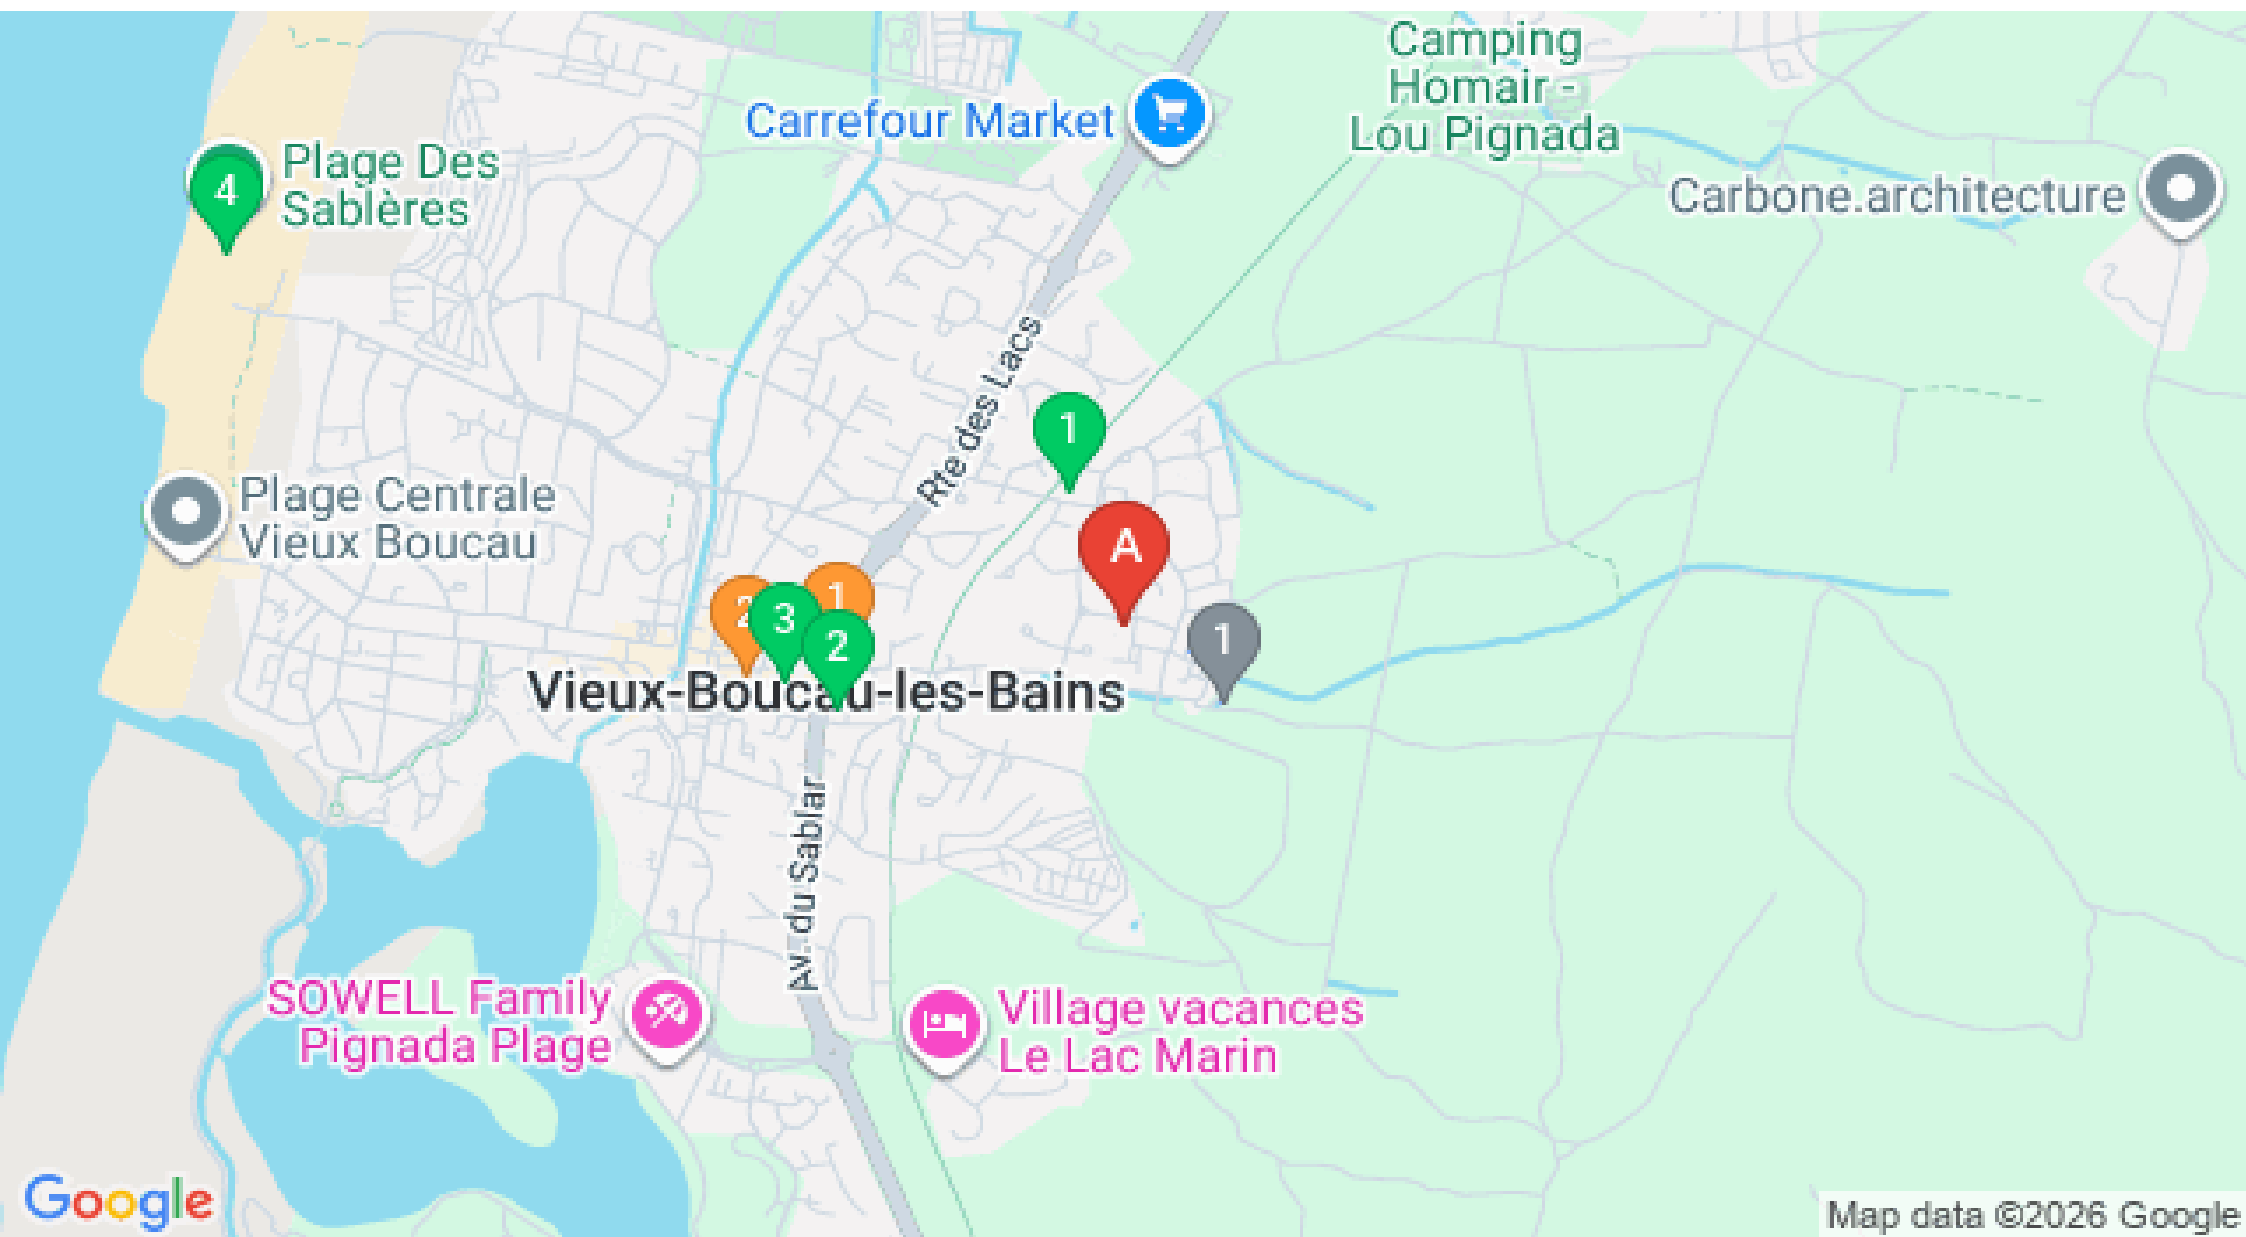 Camping
Homair -
Lou Pignada
Carrefour Market
Plage Des
Sablères
4
Carbone.architecture
Rte des Lacs
1
Plage Centrale
Vieux Boucau
A
2
3
1
2
1
Vieux-Boucau-les-Bains
Av. du Sablar
SOWELL Family
Pignada Plage
Village vacances
Le Lac Marin
Google
Map data ©2026 Google